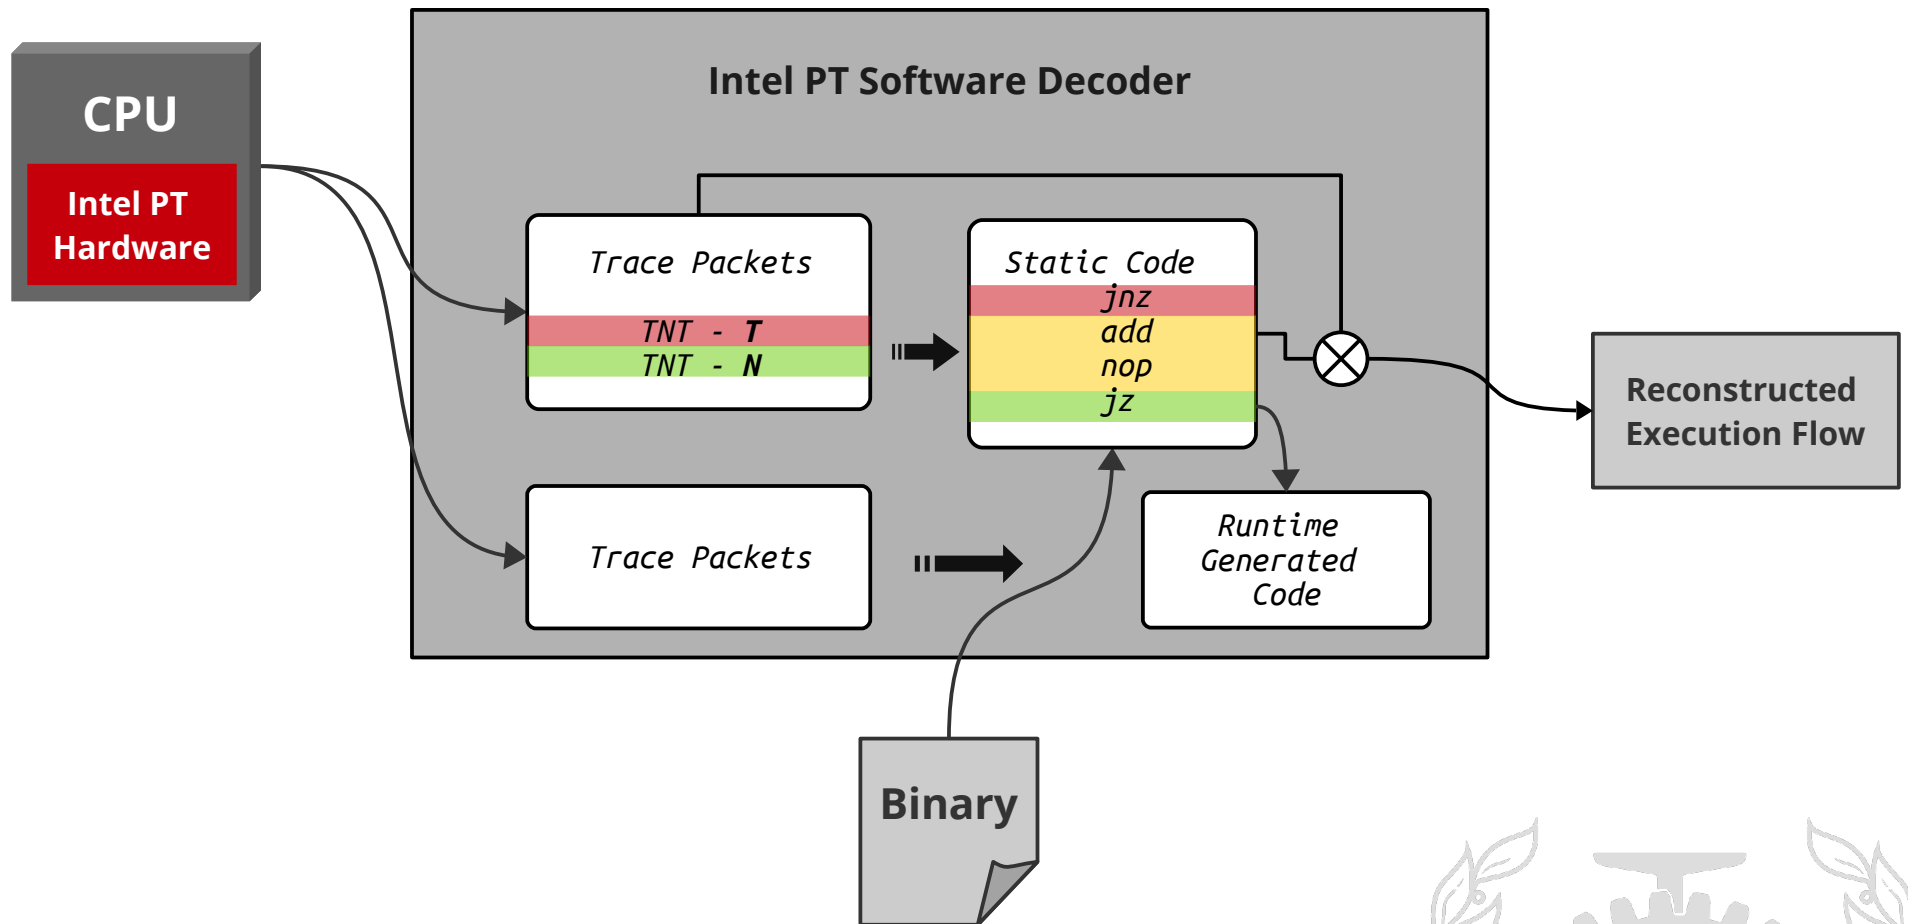 Intel PT Software Decoder
CPU
Intel PT
Hardware
Trace Packets
TNT - T
TNT - N
Static Code
jnz
add
nop
jz
Reconstructed
Execution Flow
Trace Packets
Runtime
Generated
Code
Binary